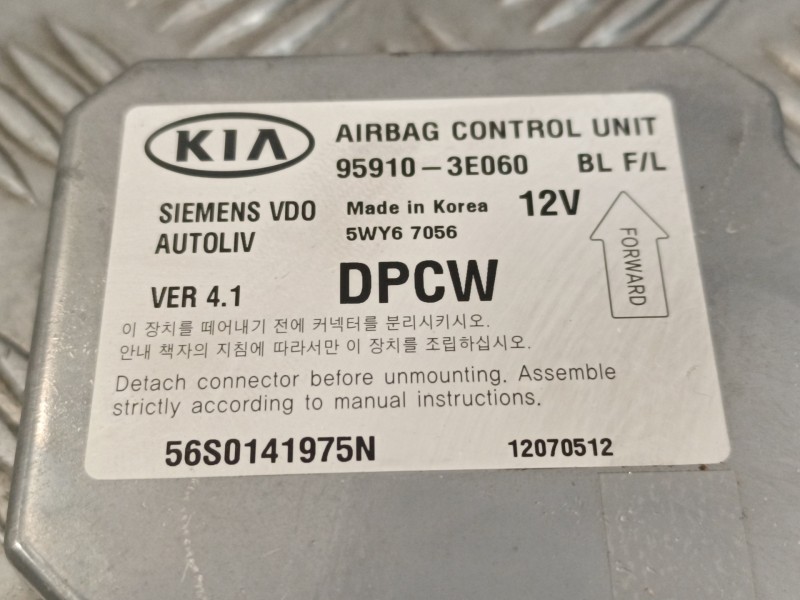 KIA
AIRBAG CONTROL UNIT
95910-3E060 BL F/L
SIEMENS VDO Made in Korea 12V
AUTOLIV 5WY6 7056
FORWARD
VER 4.1 DPCW
이 장치를 떼어내기 전에 커넥터를 분리시키시오.
안내 책자의 지침에 따라서만 이 장치를 조립하십시오.
Detach connector before unmounting. Assemble
strictly according to manual instructions.
56S0141975N 12070512